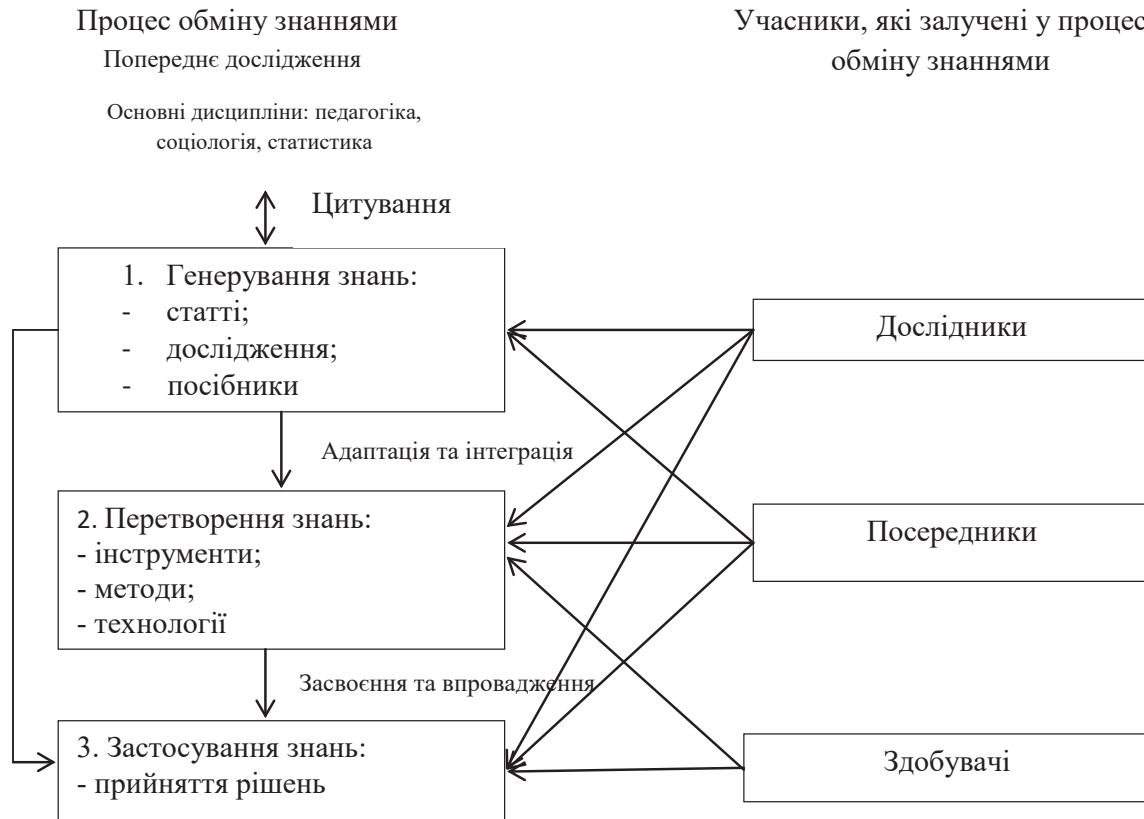 Процес обміну знаннями
Попереднє дослідження
Основні дисципліни: педагогіка,
соціологія, статистика
Цитування
1. Генерування знань:
- статті;
- дослідження;
- посібники
Адаптація та інтеграція
2. Перетворення знань:
- інструменти;
- методи;
- технології
Засвоєння та впровадження
3. Застосування знань:
- прийняття рішень
Учасники, які залучені у процес
обміну знаннями
Дослідники
Посередники
Здобувачі